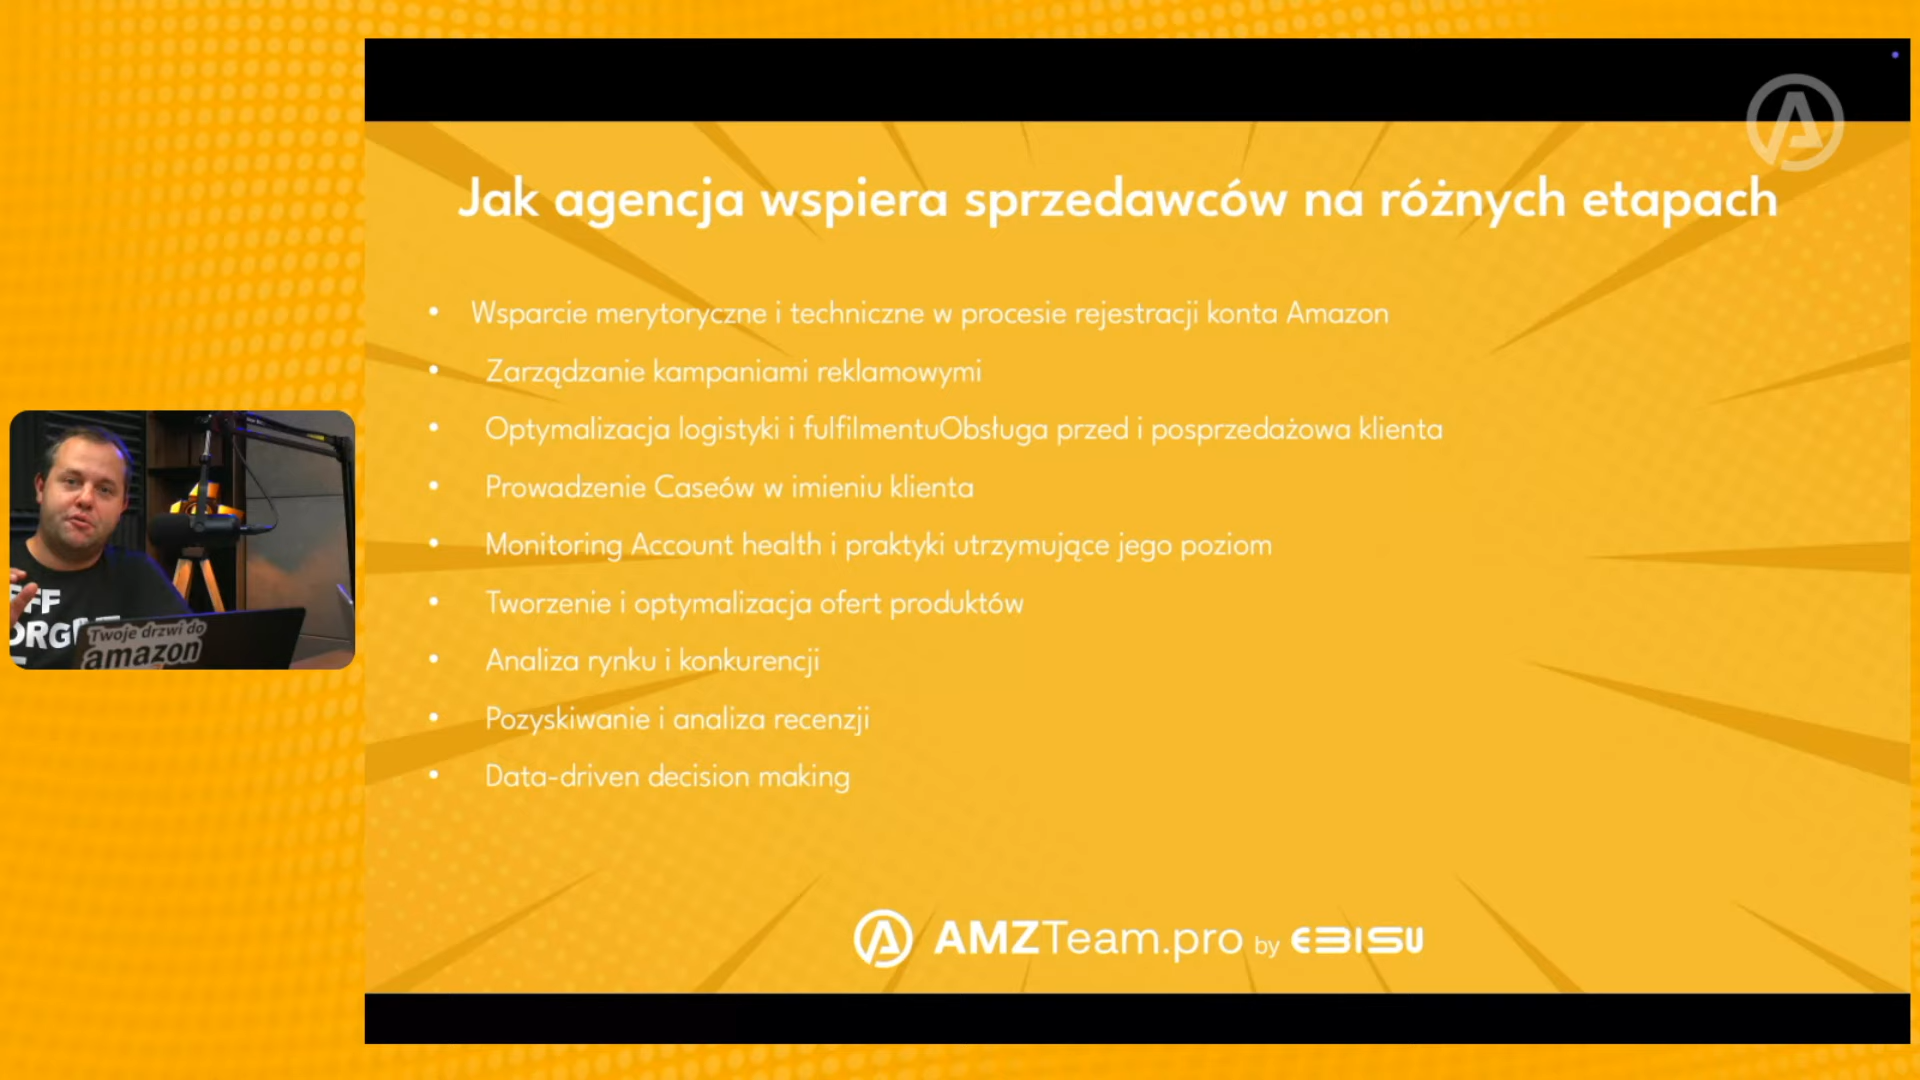 Jak agencja wspiera sprzedawców na różnych etapach
• Wsparcie merytoryczne i techniczne w procesie rejestracji konta Amazon
• Zarządzanie kampaniami reklamowymi
• Optymalizacja logistyki i fulfilmentuObsługa przed i posprzedażowa klienta
• Prowadzenie Caseów w imieniu klienta
• Monitoring Account health i praktyki utrzymujące jego poziom
• Tworzenie i optymalizacja ofert produktów
• Analiza rynku i konkurencji
• Pozyskiwanie i analiza recenzji
• Data-driven decision making
AMZTeam.pro by EBISU
Twoje drzwi do
amazon